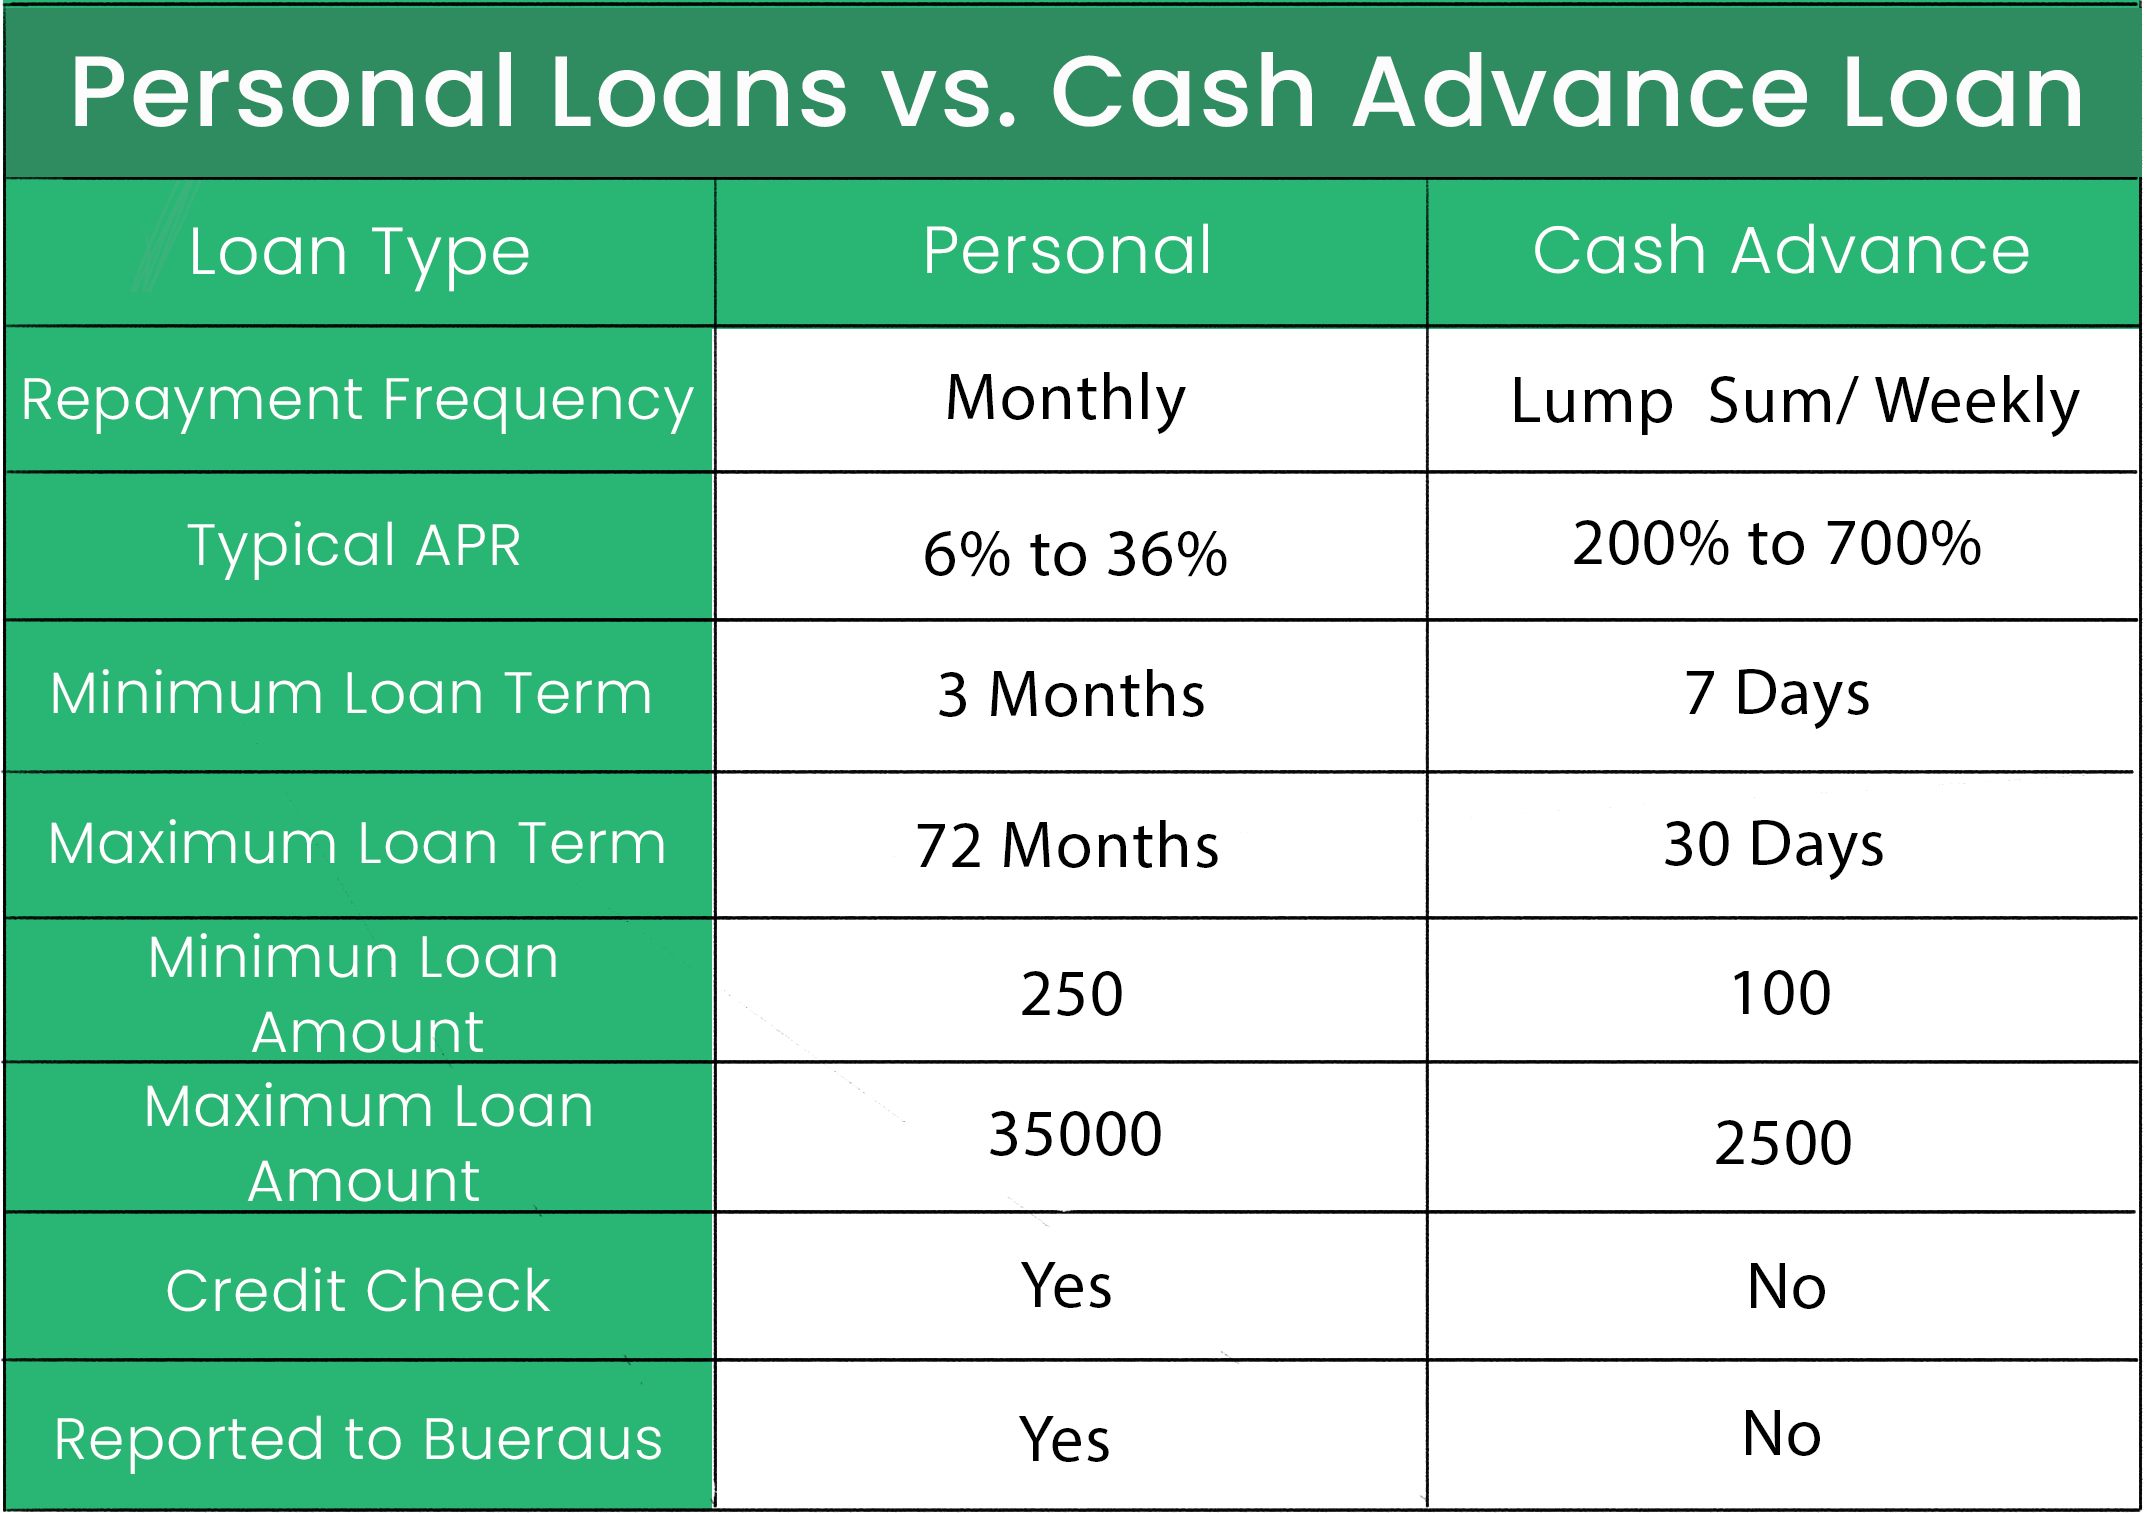 Personal Loans vs. Cash Advance Loan
Loan Type Personal Cash Advance
Repayment Frequency Monthly Lump Sum/ Weekly
Typical APR 6% to 36% 200% to 700%
Minimum Loan Term 3 Months 7 Days
Maximum Loan Term 72 Months 30 Days
Minimun Loan
Amount 250 100
Maximum Loan
Amount 35000 2500
Credit Check Yes No
Reported to Bueraus Yes No